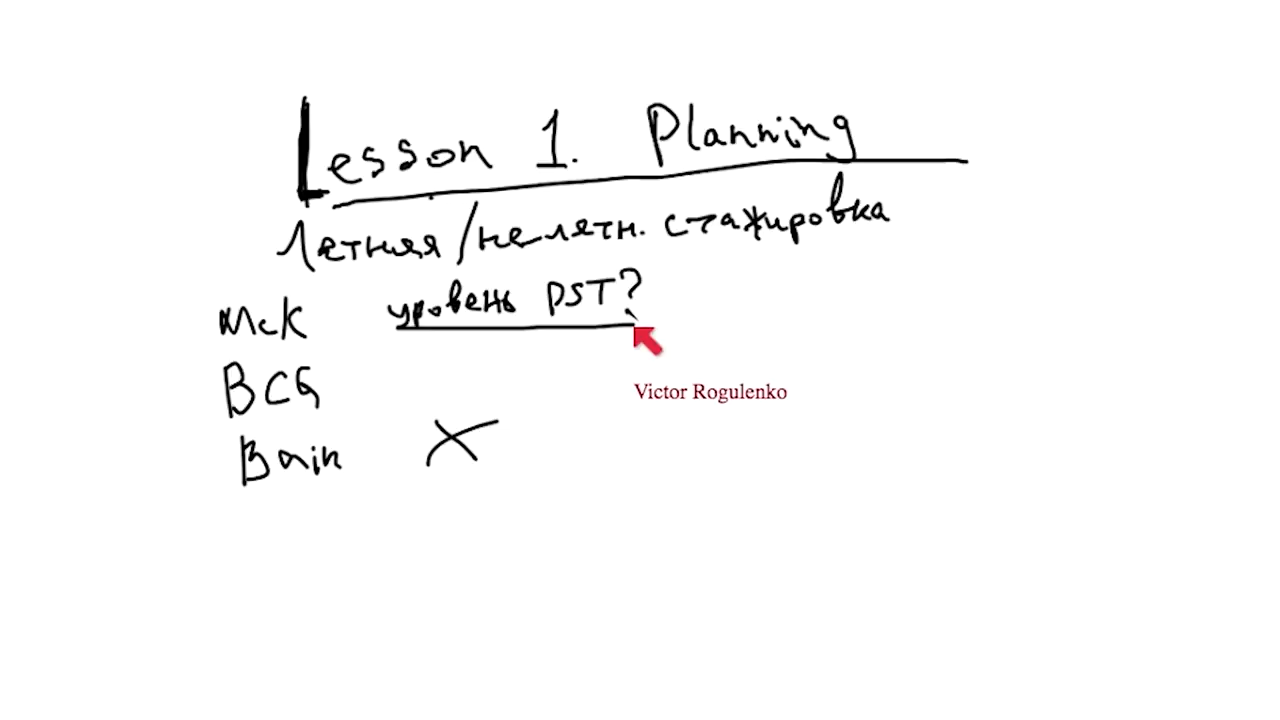 Lesson 1. Planning
Летняя/нелетн. стажировка
McK уровень PST?
BCG
Bain X
Victor Rogulenko